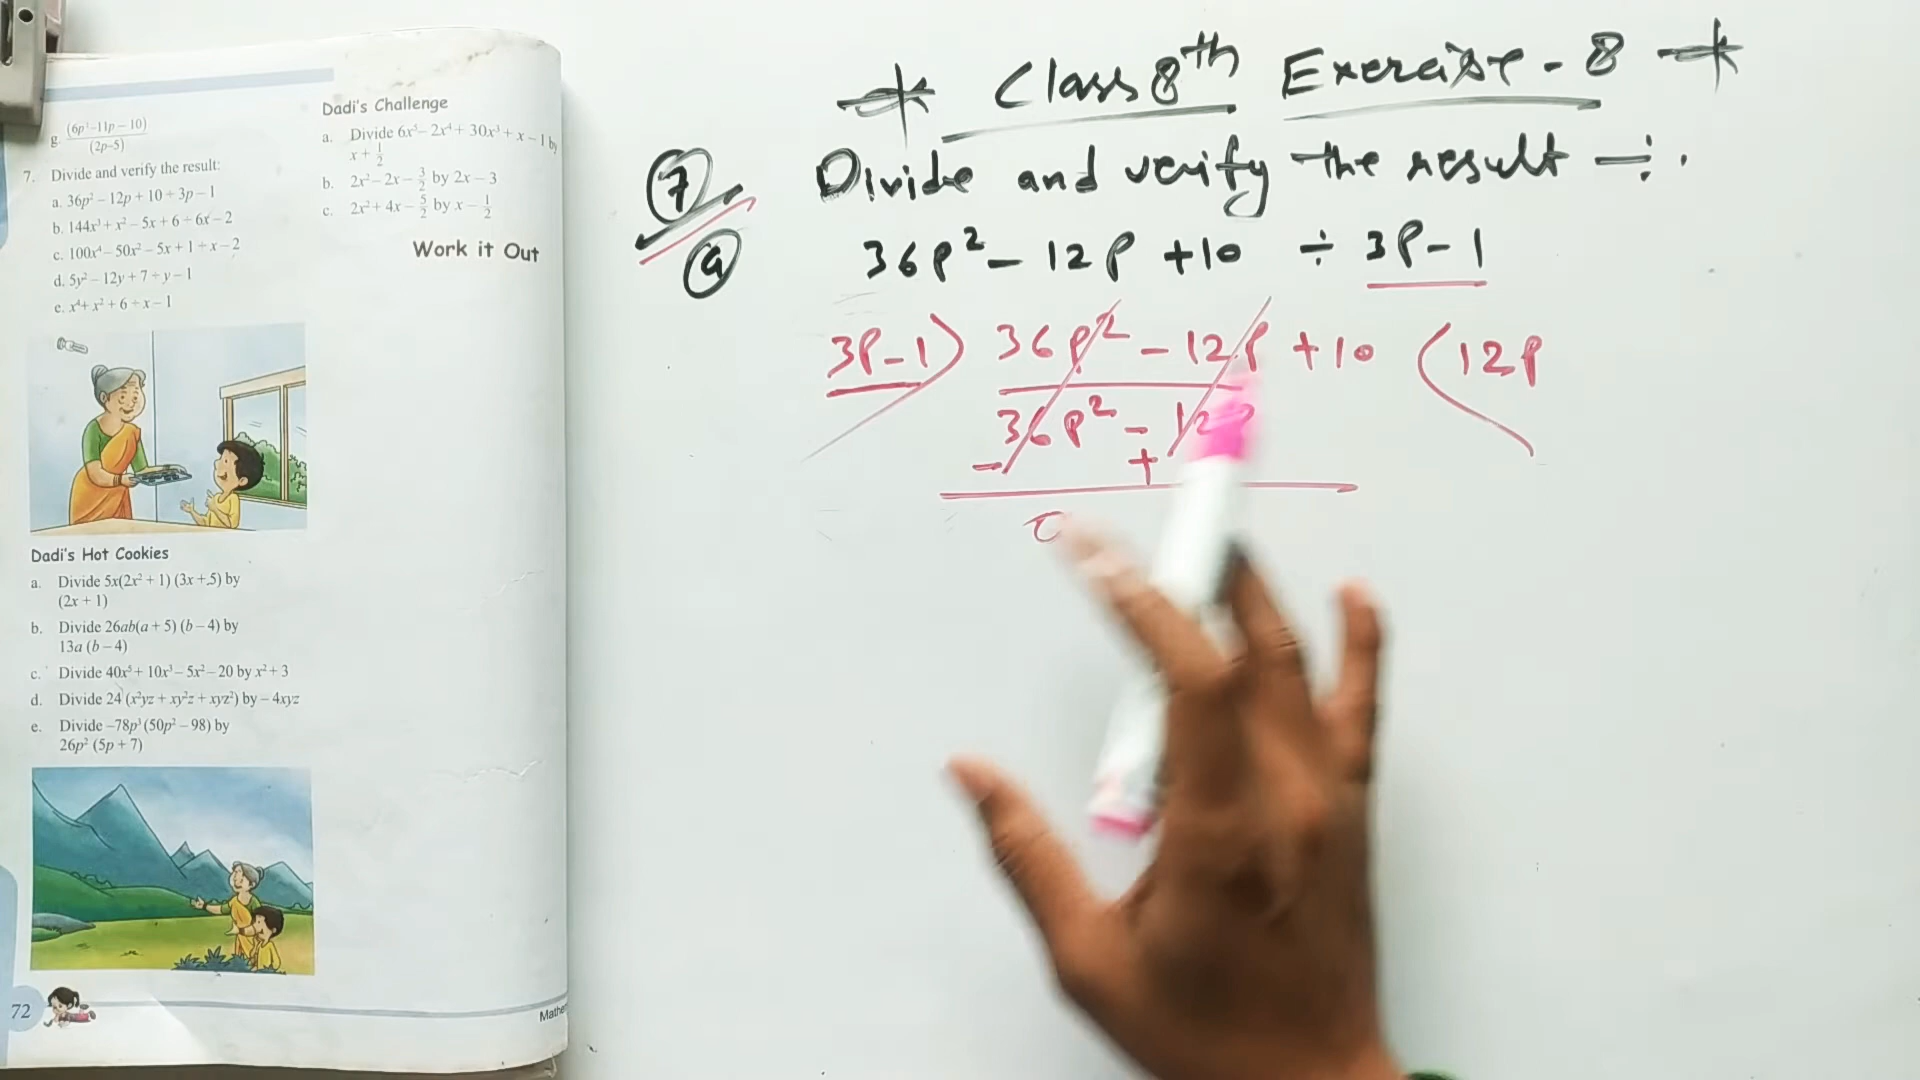 g. (6p²–11p – 10)
(2p–5)
7. Divide and verify the result:
a. 36p² – 12p + 10 ÷ 3p – 1
b. 144x³ + x² – 5x + 6 ÷ 6x – 2
c. 100x⁴ – 50x² – 5x + 1 ÷ x – 2
d. 5y² – 12y + 7 ÷ y – 1
e. x⁴ + x² + 6 ÷ x – 1
Dadi's Hot Cookies
a. Divide 5x(2x² + 1) (3x + 5) by
(2x + 1)
b. Divide 26ab(a + 5) (b – 4) by
13a (b – 4)
c. Divide 40x⁵ + 10x³ – 5x² – 20 by x² + 3
d. Divide 24 (x²yz + xy²z + xyz²) by – 4xyz
e. Divide –78p³ (50p² – 98) by
26p² (5p + 7)
72
Dadi's Challenge
a. Divide 6x⁵ – 2x⁴ + 30x³ + x – 1 by
x + 1/2
b. 2x² – 2x – 3/2 by 2x – 3
c. 2x² + 4x – 5/2 by x – 1/2
Work it Out
* Class 8th Exercise - 8 *
7 Divide and verify the result ÷.
a 36p² - 12p + 10 ÷ 3p - 1
3p - 1) 36p² - 12p + 10 (12p
36p² - 12p
- +
0